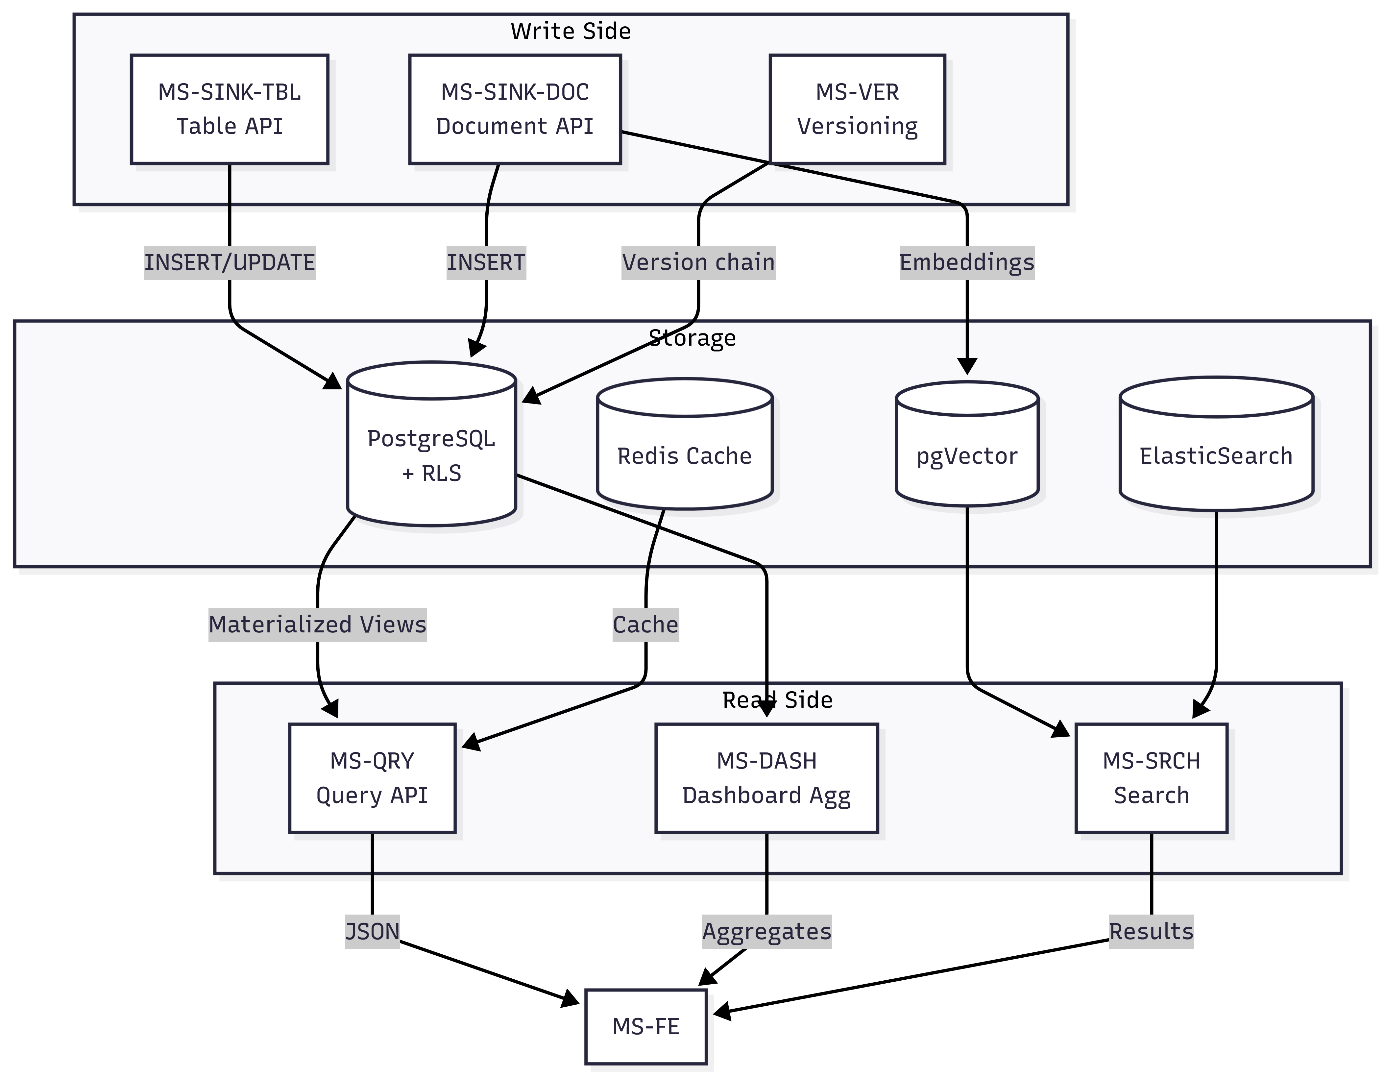 Write Side
MS-SINK-TBL
Table API
MS-SINK-DOC
Document API
MS-VER
Versioning
INSERT/UPDATE
INSERT
Version chain
Embeddings
Storage
PostgreSQL
+ RLS
Redis Cache
pgVector
ElasticSearch
Materialized Views
Cache
Read Side
MS-QRY
Query API
MS-DASH
Dashboard Agg
MS-SRCH
Search
JSON
Aggregates
Results
MS-FE